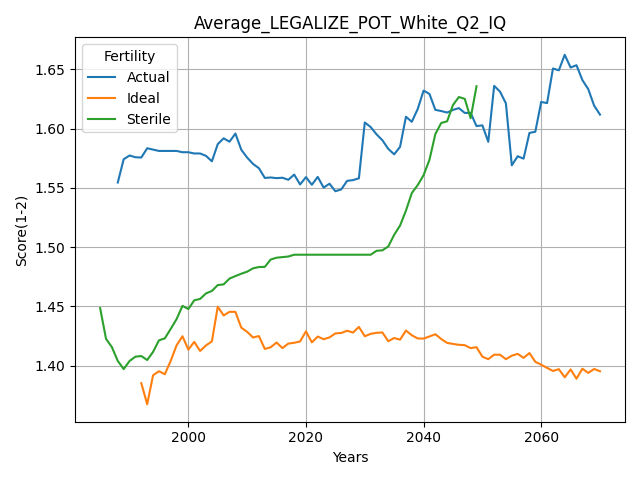 Average_LEGALIZE_POT_White_Q2_IQ
Fertility
Actual
Ideal
Sterile
Score(1-2)
1.65
1.60
1.55
1.50
1.45
1.40
2000
2020
2040
2060
Years